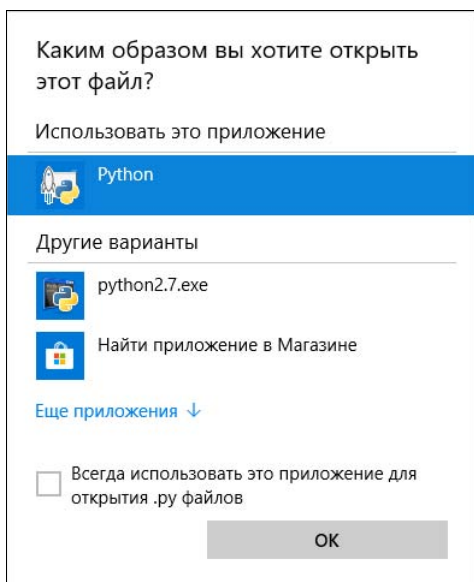 Каким образом вы хотите открыть
этот файл?
Использовать это приложение
Python
Другие варианты
python2.7.exe
Найти приложение в Магазине
Еще приложения ↓
Всегда использовать это приложение для
открытия .py файлов
ОК